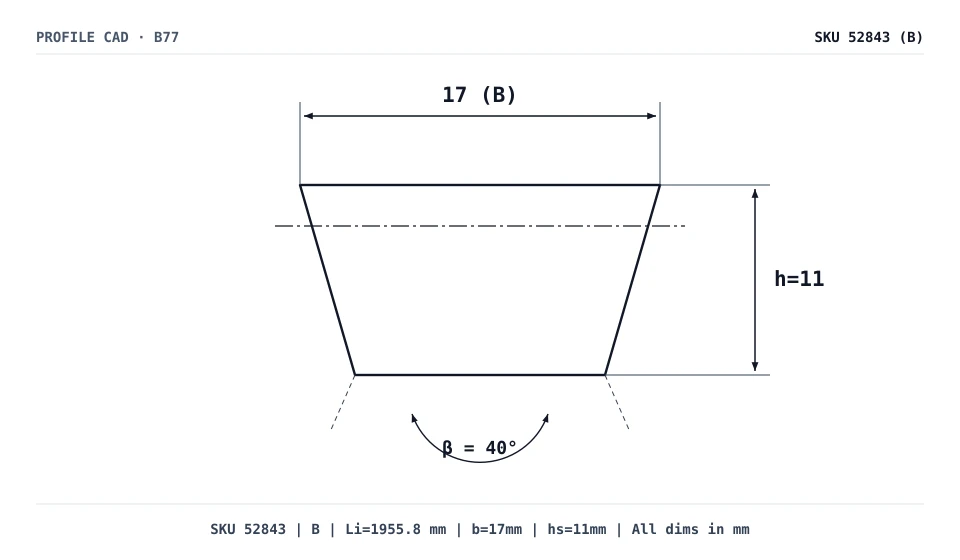 PROFILE CAD · B77
SKU 52843 (B)
17 (B)
h=11
β = 40°
SKU 52843 | B | Li=1955.8 mm | b=17mm | hs=11mm | All dims in mm